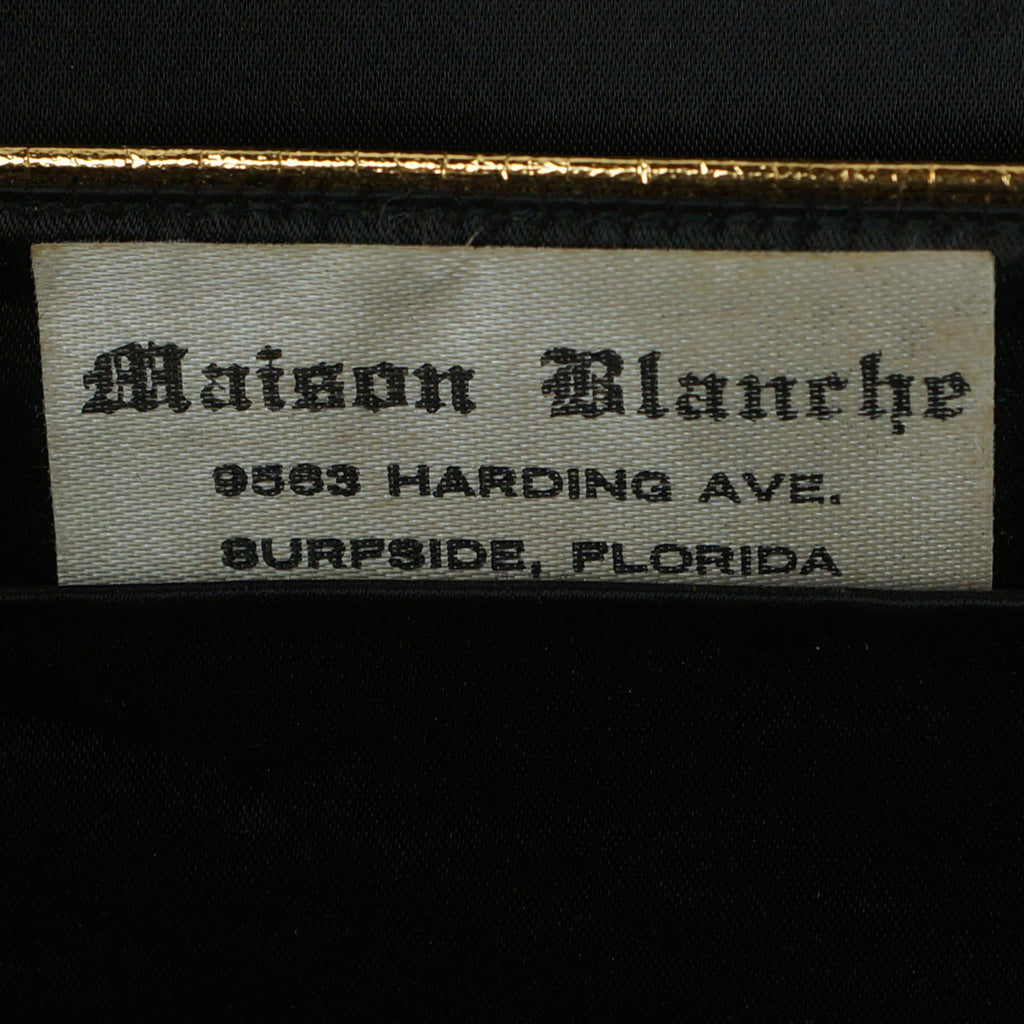 Maison Blanche
9563 HARDING AVE.
SURFSIDE, FLORIDA